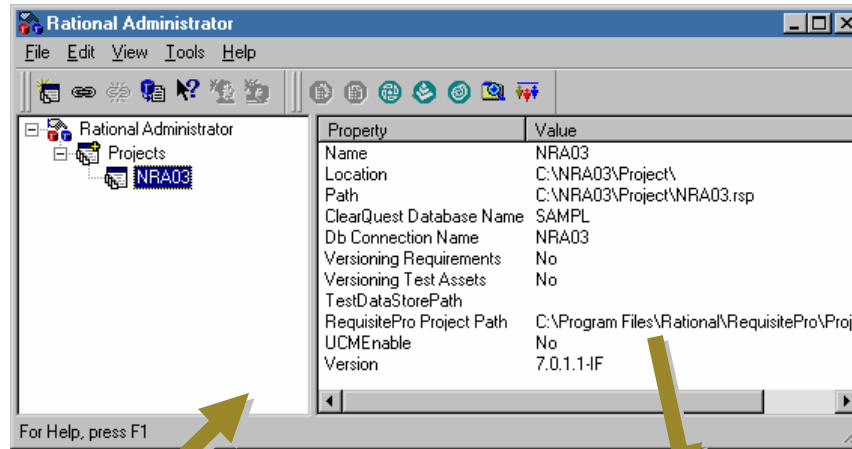 Rational Administrator
File Edit View Tools Help
Rational Administrator
Projects
NRA03
Property Value
Name NRA03
Location C:\NRA03\Project\
Path C:\NRA03\Project\NRA03.rsp
ClearQuest Database Name SAMPL
Db Connection Name NRA03
Versioning Requirements No
Versioning Test Assets No
TestDataStorePath
RequisitePro Project Path C:\Program Files\Rational\RequisitePro\Proj
UCMEnable No
Version 7.0.1.1-IF
For Help, press F1